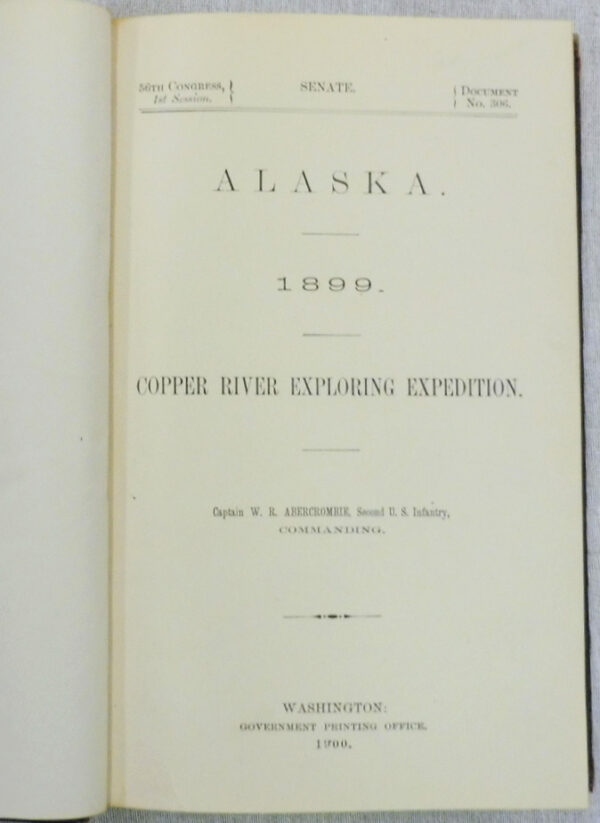 56TH CONGRESS, } SENATE. { DOCUMENT
1st Session. } { No. 306.
ALASKA.
1899.
COPPER RIVER EXPLORING EXPEDITION.
Captain W. R. ABERCROMBIE, Second U. S. Infantry,
COMMANDING.
WASHINGTON:
GOVERNMENT PRINTING OFFICE.
1900.